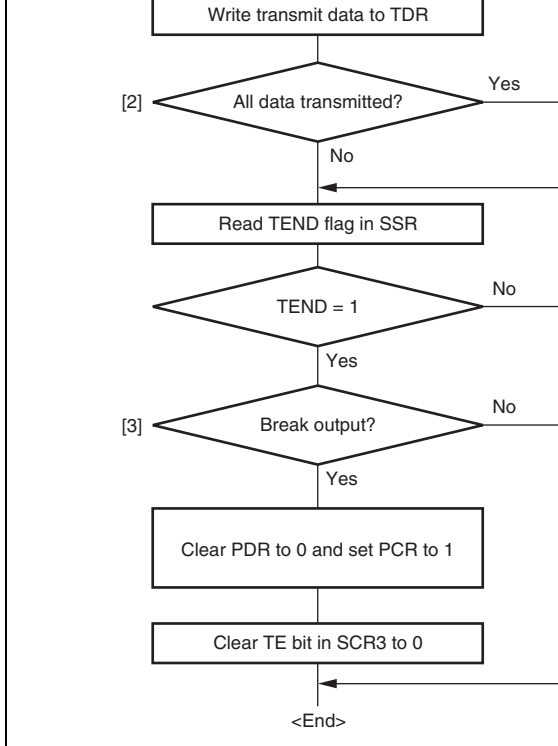 Write transmit data to TDR
Yes
[2] All data transmitted?
No
Read TEND flag in SSR
No
TEND = 1
Yes
No
[3] Break output?
Yes
Clear PDR to 0 and set PCR to 1
Clear TE bit in SCR3 to 0
<End>